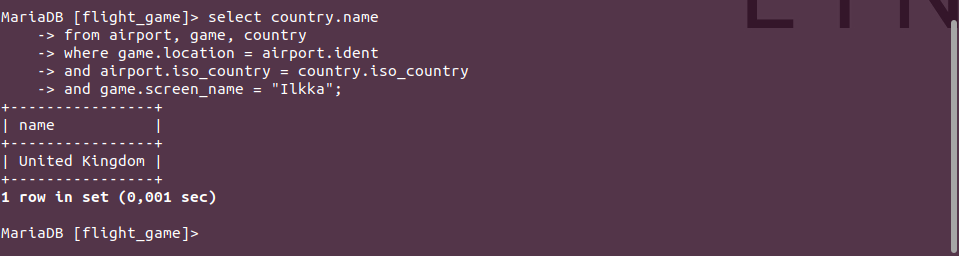 MariaDB [flight_game]> select country.name
    -> from airport, game, country
    -> where game.location = airport.ident
    -> and airport.iso_country = country.iso_country
    -> and game.screen_name = "Ilkka";
+----------------+
| name           |
+----------------+
| United Kingdom |
+----------------+
1 row in set (0,001 sec)

MariaDB [flight_game]>